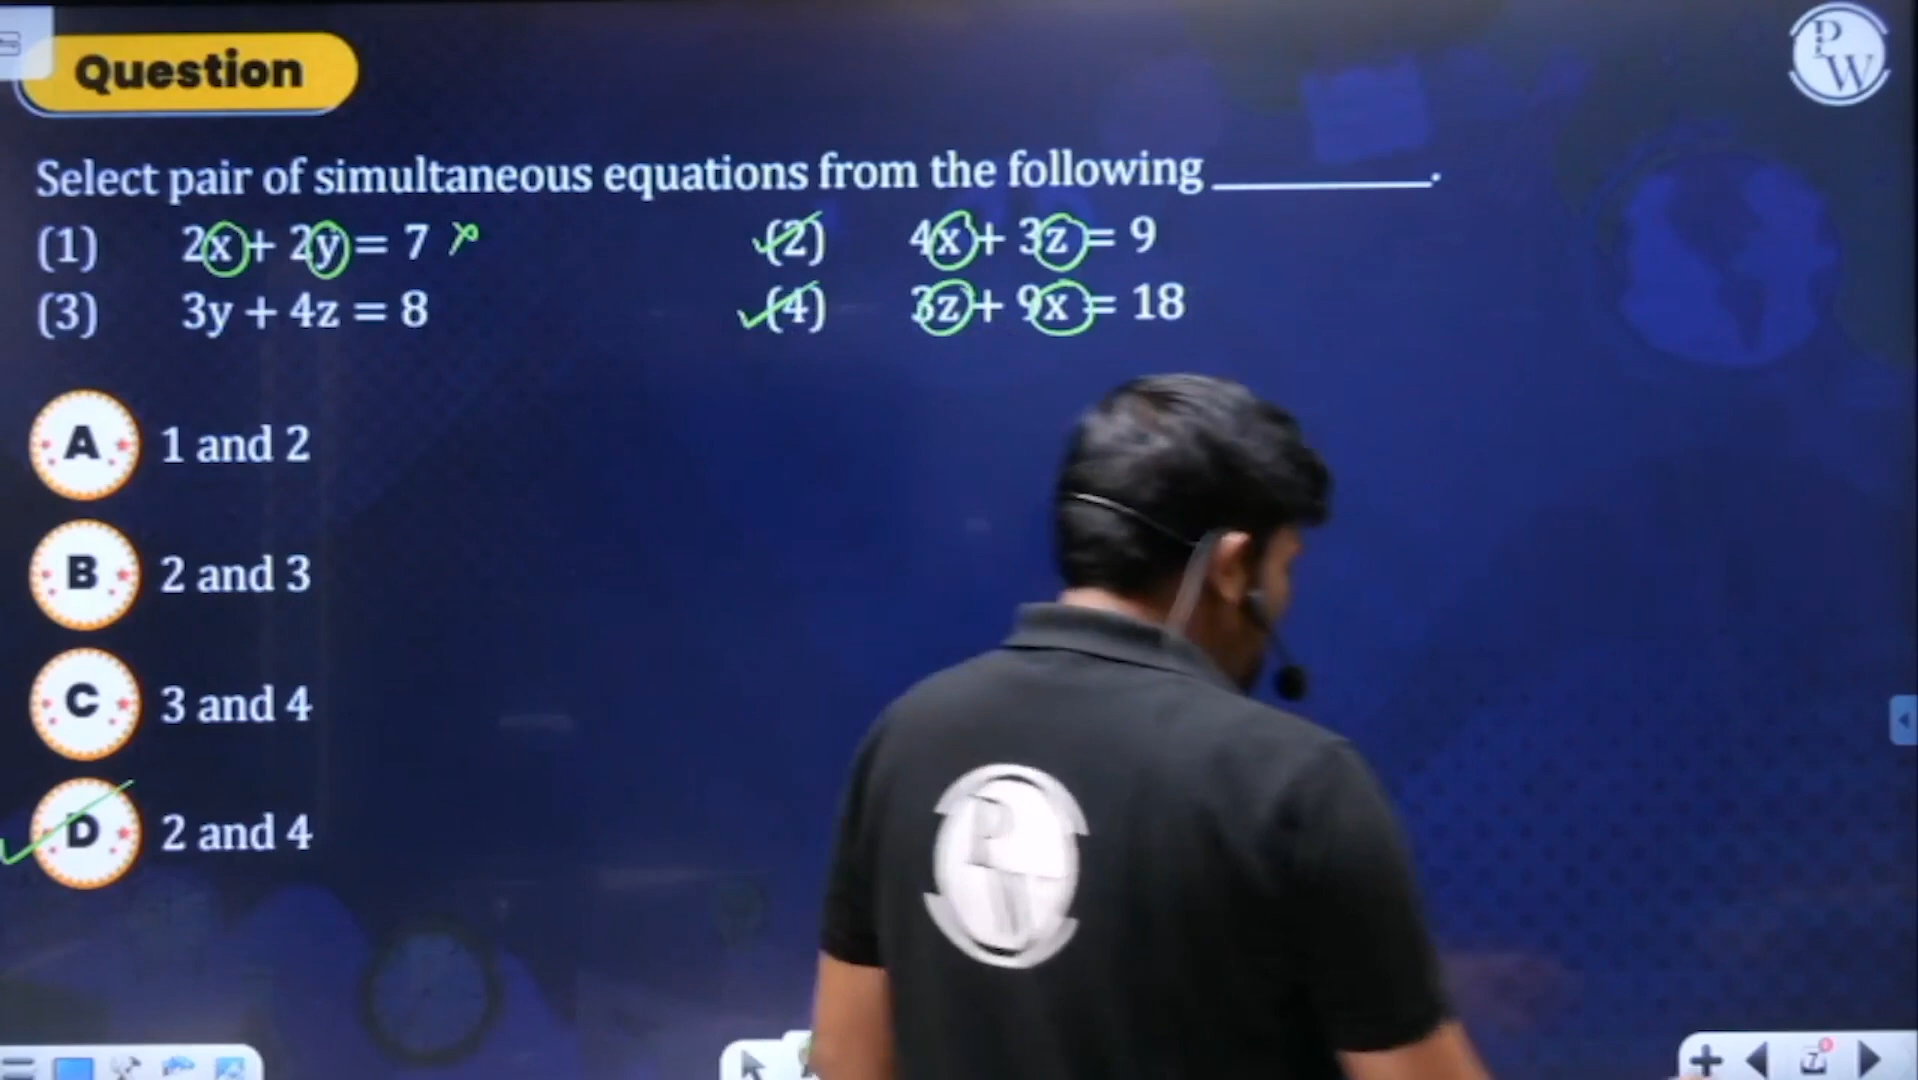 Question
PW
Select pair of simultaneous equations from the following ________.
(1) 2x + 2y = 7 (2) 4x + 3z = 9
(3) 3y + 4z = 8 (4) 3z + 9x = 18
A 1 and 2
B 2 and 3
C 3 and 4
D 2 and 4
PW